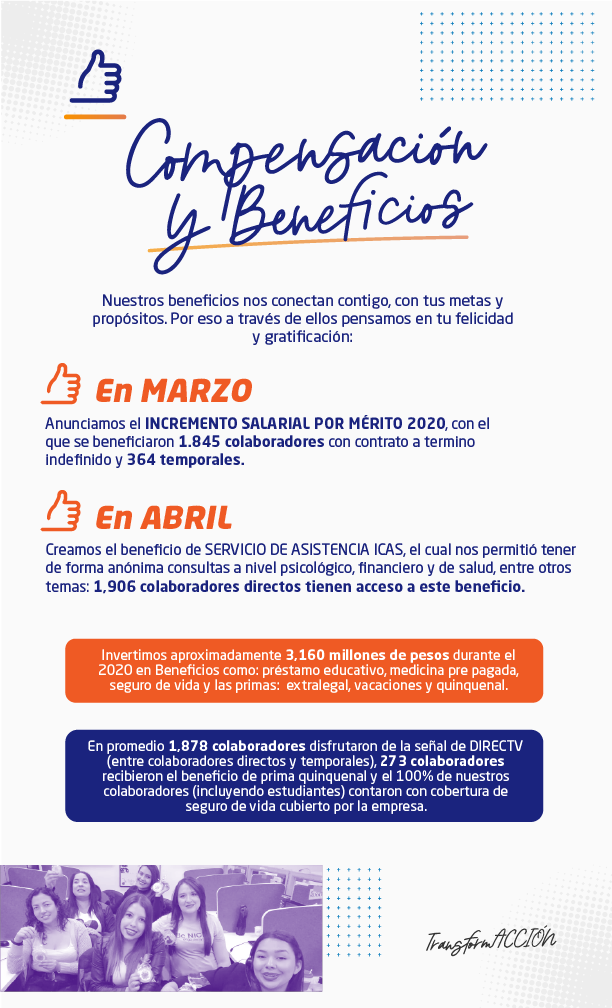 Compensación
y Beneficios
Nuestros beneficios nos conectan contigo, con tus metas y
propósitos. Por eso a través de ellos pensamos en tu felicidad
y gratificación:
En MARZO
Anunciamos el INCREMENTO SALARIAL POR MÉRITO 2020, con el
que se beneficiaron 1.845 colaboradores con contrato a termino
indefinido y 364 temporales.
En ABRIL
Creamos el beneficio de SERVICIO DE ASISTENCIA ICAS, el cual nos permitió tener
de forma anónima consultas a nivel psicológico, financiero y de salud, entre otros
temas: 1,906 colaboradores directos tienen acceso a este beneficio.
Invertimos aproximadamente 3,160 millones de pesos durante el
2020 en Beneficios como: préstamo educativo, medicina pre pagada,
seguro de vida y las primas: extralegal, vacaciones y quinquenal.
En promedio 1,878 colaboradores disfrutaron de la señal de DIRECTV
(entre colaboradores directos y temporales), 273 colaboradores
recibieron el beneficio de prima quinquenal y el 100% de nuestros
colaboradores (incluyendo estudiantes) contaron con cobertura de
seguro de vida cubierto por la empresa.
TransformACCIÓN